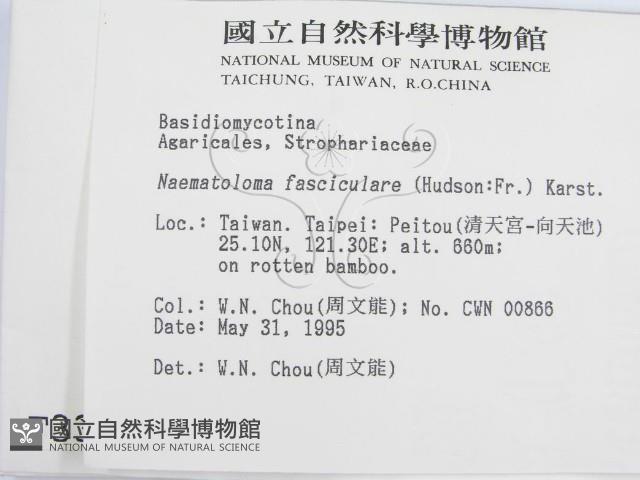 國立自然科學博物館
NATIONAL MUSEUM OF NATURAL SCIENCE
TAICHUNG, TAIWAN, R.O.CHINA
Basidiomycotina
Agaricales, Strophariaceae
Naematoloma fasciculare (Hudson:Fr.) Karst.
Loc.: Taiwan. Taipei: Peitou(清天宮-向天池)
25.10N, 121.30E; alt. 660m;
on rotten bamboo.
Col.: W.N. Chou(周文能); No. CWN 00866
Date: May 31, 1995
Det.: W.N. Chou(周文能)
國立自然科學博物館
NATIONAL MUSEUM OF NATURAL SCIENCE